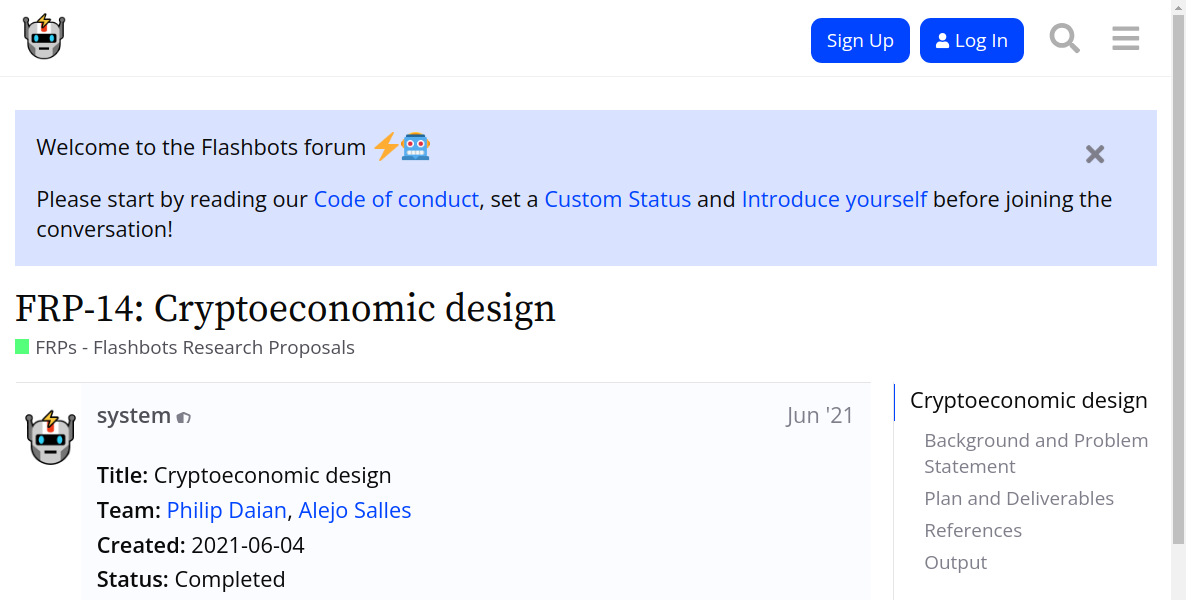 Sign Up
Log In
Welcome to the Flashbots forum
Please start by reading our Code of conduct, set a Custom Status and Introduce yourself before joining the
conversation!
FRP-14: Cryptoeconomic design
FRPs - Flashbots Research Proposals
system
Jun '21
Title: Cryptoeconomic design
Team: Philip Daian, Alejo Salles
Created: 2021-06-04
Status: Completed
Cryptoeconomic design
Background and Problem
Statement
Plan and Deliverables
References
Output